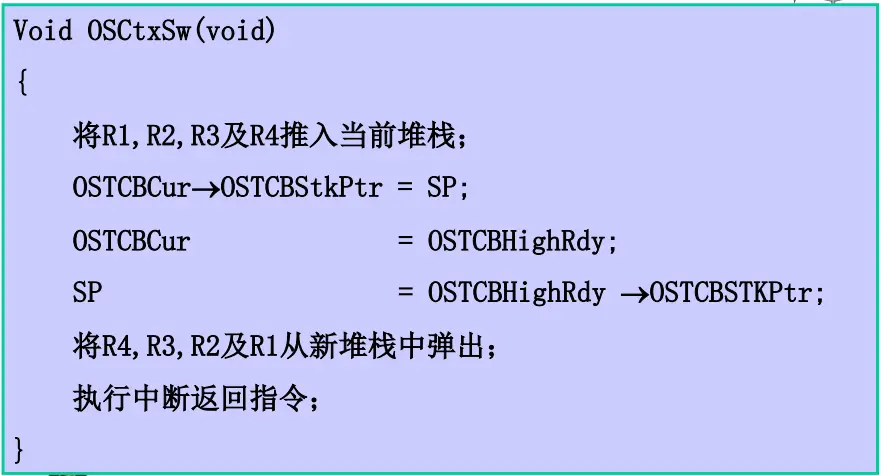 Void OSCtxSw(void)
{
将R1,R2,R3及R4推入当前堆栈;
OSTCBCur→OSTCBStkPtr = SP;
OSTCBCur = OSTCBHighRdy;
SP = OSTCBHighRdy →OSTCBSTKPtr;
将R4,R3,R2及R1从新堆栈中弹出;
执行中断返回指令;
}